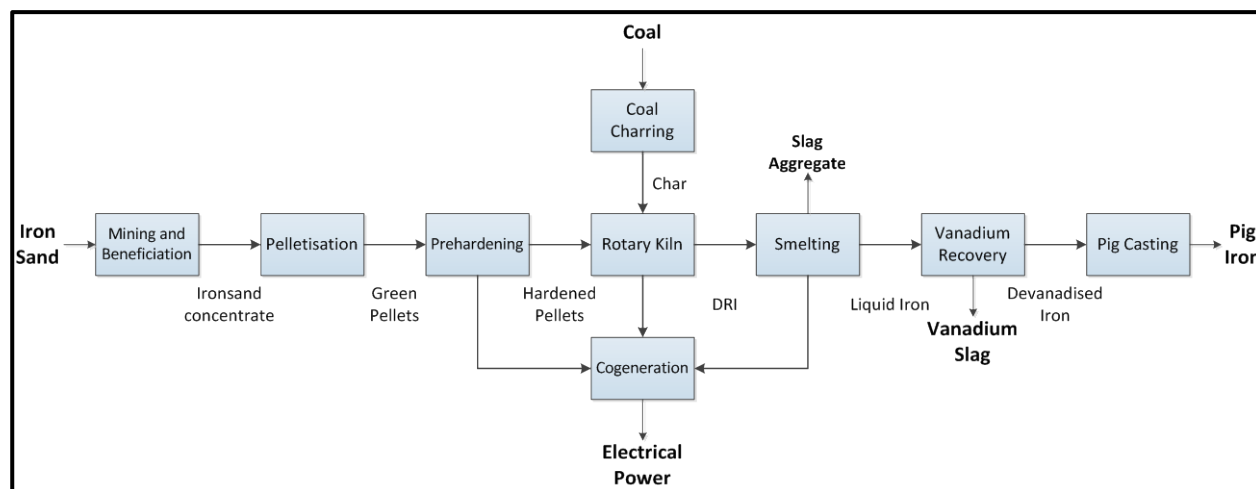 Coal
Coal
Charring
Slag
Aggregate
Char
Iron
Sand
Mining and
Beneficiation
Pelletisation
Prehardening
Rotary Kiln
Smelting
Vanadium
Recovery
Pig Casting
Pig
Iron
Ironsand
concentrate
Green
Pellets
Hardened
Pellets
DRI
Liquid Iron
Devanadised
Iron
Vanadium
Slag
Cogeneration
Electrical
Power